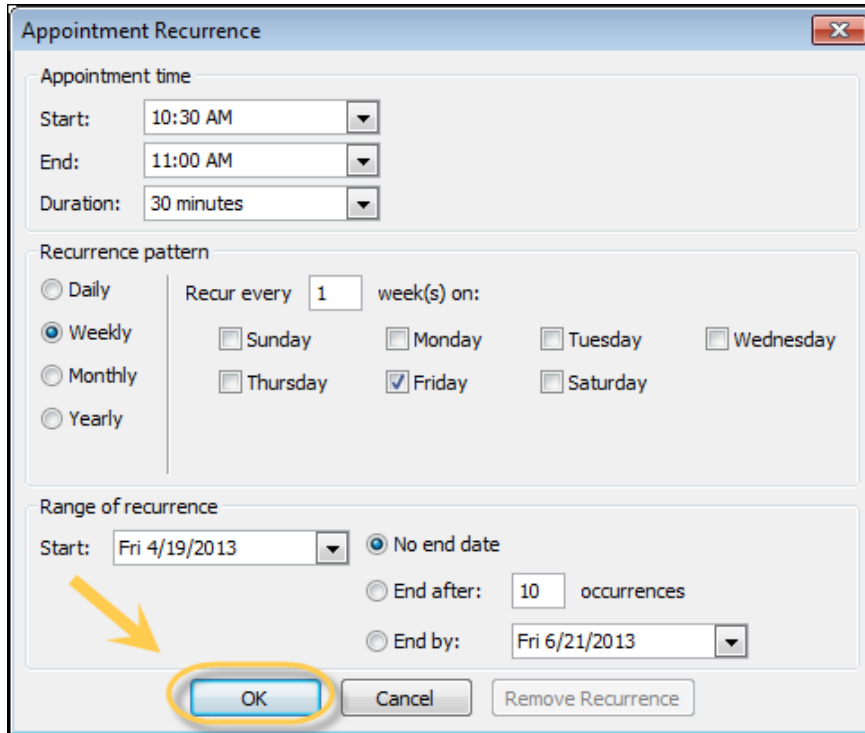 Appointment Recurrence
Appointment time
Start: 10:30 AM
End: 11:00 AM
Duration: 30 minutes
Recurrence pattern
Daily
Recur every 1 week(s) on:
Weekly
Sunday Monday Tuesday Wednesday
Monthly
Thursday Friday Saturday
Yearly
Range of recurrence
Start: Fri 4/19/2013
No end date
End after: 10 occurrences
End by: Fri 6/21/2013
OK Cancel Remove Recurrence